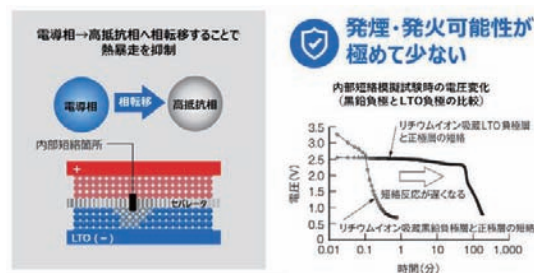 電導相→高抵抗相へ相転移することで
熱暴走を抑制
電導相
相転移
高抵抗相
内部短絡箇所
+
セパレータ
LTO (−)
発煙・発火可能性が
極めて少ない
内部短絡模擬試験時の電圧変化
(黒鉛負極とLTO負極の比較)
リチウムイオン吸蔵LTO負極層
と正極層の短絡
短絡反応が遅くなる
リチウムイオン吸蔵黒鉛負極層と正極層の短絡
電圧(V)
3.5
3.0
2.5
2.0
1.5
1.0
0.5
0
0.01
0.1
1
10
100
1,000
時間(分)